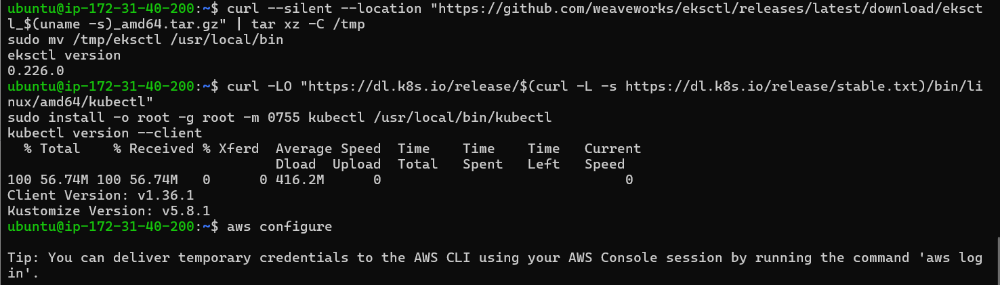 ubuntu@ip-172-31-40-200:~$ curl --silent --location "https://github.com/weaveworks/eksctl/releases/latest/download/eksct
l_$(uname -s)_amd64.tar.gz" | tar xz -C /tmp
sudo mv /tmp/eksctl /usr/local/bin
eksctl version
0.226.0
ubuntu@ip-172-31-40-200:~$ curl -LO "https://dl.k8s.io/release/$(curl -L -s https://dl.k8s.io/release/stable.txt)/bin/li
nux/amd64/kubectl"
sudo install -o root -g root -m 0755 kubectl /usr/local/bin/kubectl
kubectl version --client
  % Total    % Received % Xferd  Average Speed  Time    Time    Time   Current
                                 Dload  Upload  Total   Spent   Left   Speed
100 56.74M 100 56.74M   0      0 416.2M      0                              0
Client Version: v1.36.1
Kustomize Version: v5.8.1
ubuntu@ip-172-31-40-200:~$ aws configure

Tip: You can deliver temporary credentials to the AWS CLI using your AWS Console session by running the command 'aws log
in'.